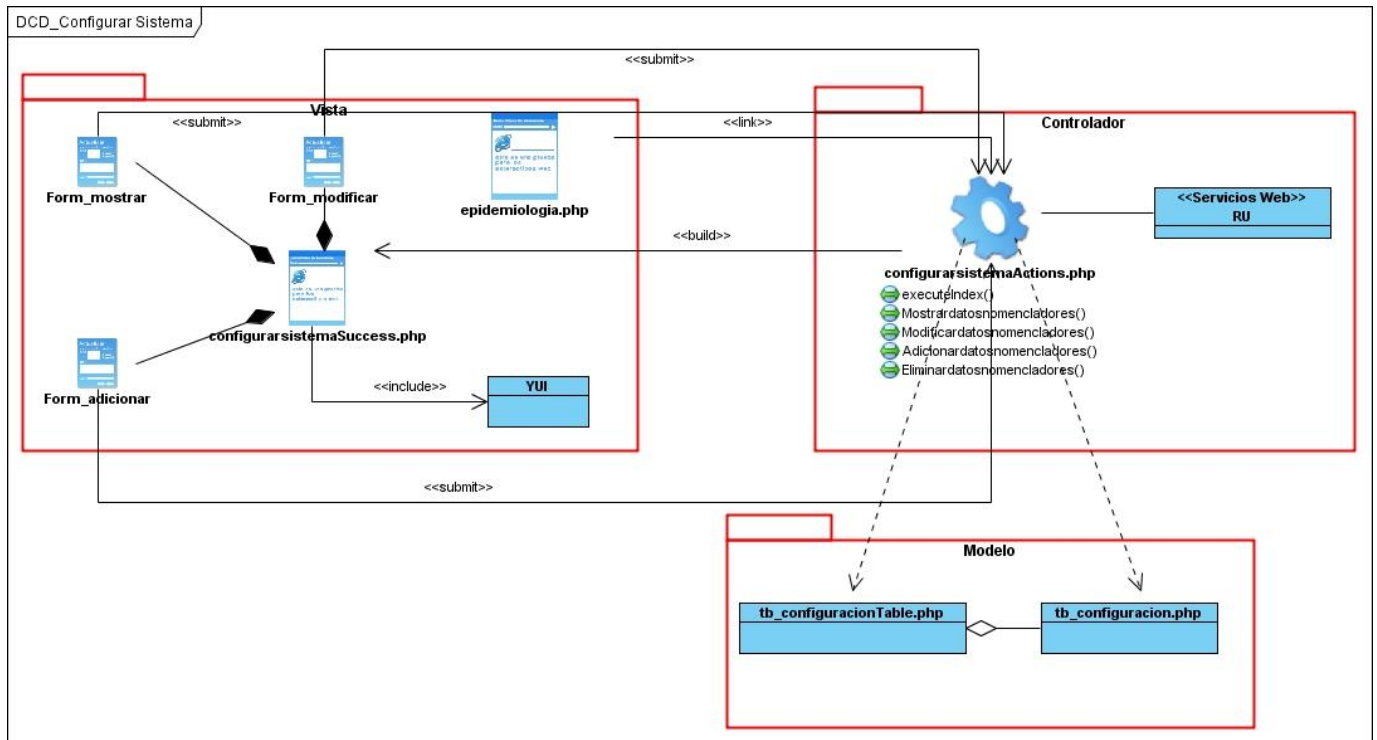 DCD_Configurar Sistema
<<submit>>
Vista
<<submit>>
<<link>>
Controlador
Form_mostrar
Form_modificar
epidemiologia.php
<<Servicios Web>>
RU
<<build>>
configurarsistemaActions.php
executeIndex()
Mostrardatosnomencladores()
Modificardatosnomencladores()
Adicionardatosnomencladores()
Eliminardatosnomencladores()
configurarsistemaSuccess.php
<<include>>
YUI
Form_adicionar
<<submit>>
Modelo
tb_configuracionTable.php
tb_configuracion.php